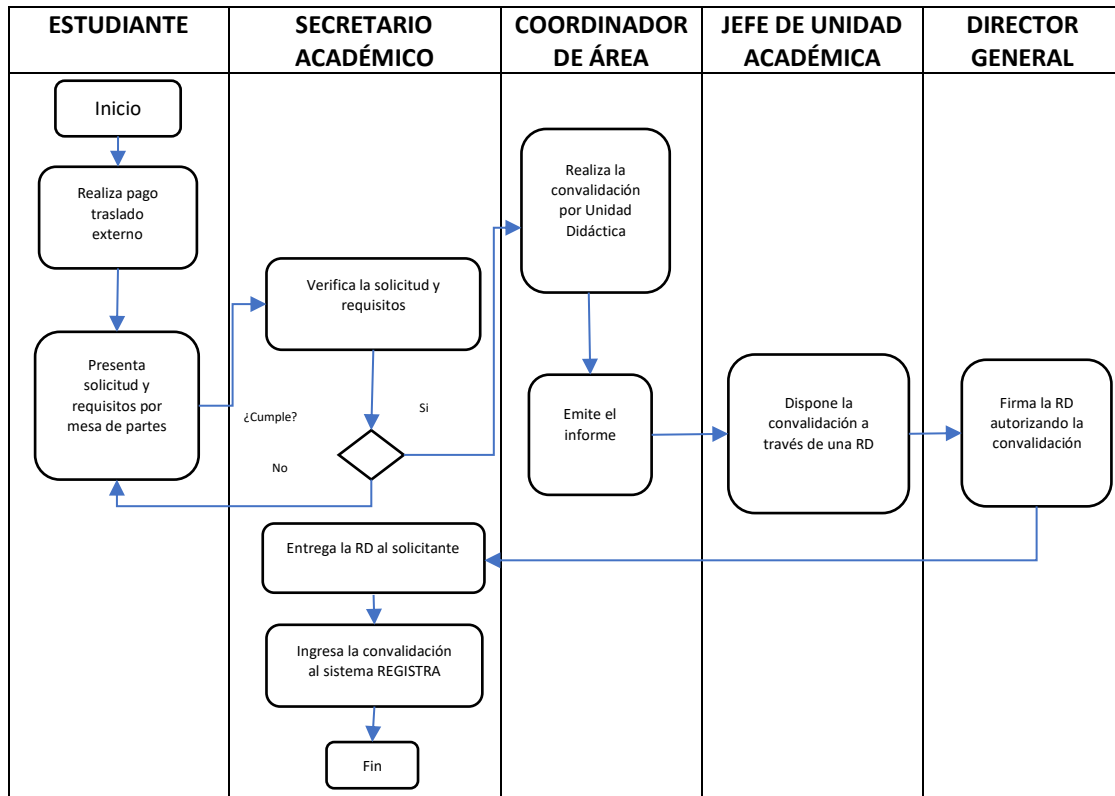 ESTUDIANTE
SECRETARIO
ACADÉMICO
COORDINADOR
DE ÁREA
JEFE DE UNIDAD
ACADÉMICA
DIRECTOR
GENERAL
Inicio
Realiza pago
traslado
externo
Presenta
solicitud y
requisitos por
mesa de partes
Verifica la solicitud y
requisitos
¿Cumple?
Si
No
Realiza la
convalidación
por Unidad
Didáctica
Emite el
informe
Dispone la
convalidación a
través de una RD
Firma la RD
autorizando la
convalidación
Entrega la RD al solicitante
Ingresa la convalidación
al sistema REGISTRA
Fin